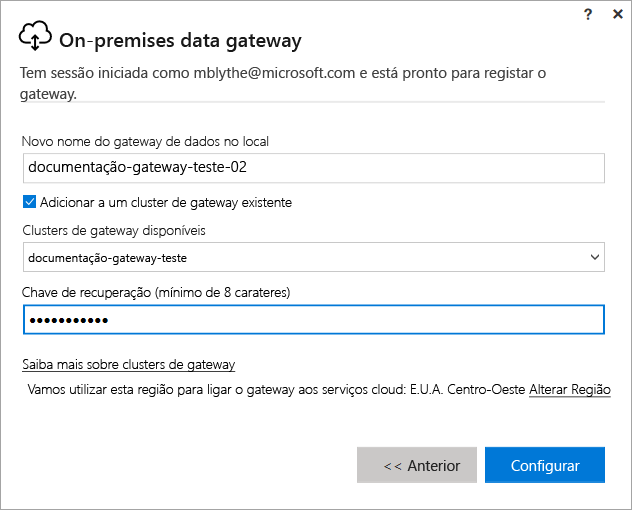 ? ×
On-premises data gateway
Tem sessão iniciada como mblythe@microsoft.com e está pronto para registar o
gateway.
Novo nome do gateway de dados no local
documentação-gateway-teste-02
Adicionar a um cluster de gateway existente
Clusters de gateway disponíveis
documentação-gateway-teste
Chave de recuperação (mínimo de 8 carateres)
•••••••••••
Saiba mais sobre clusters de gateway
Vamos utilizar esta região para ligar o gateway aos serviços cloud: E.U.A. Centro-Oeste Alterar Região
<< Anterior
Configurar